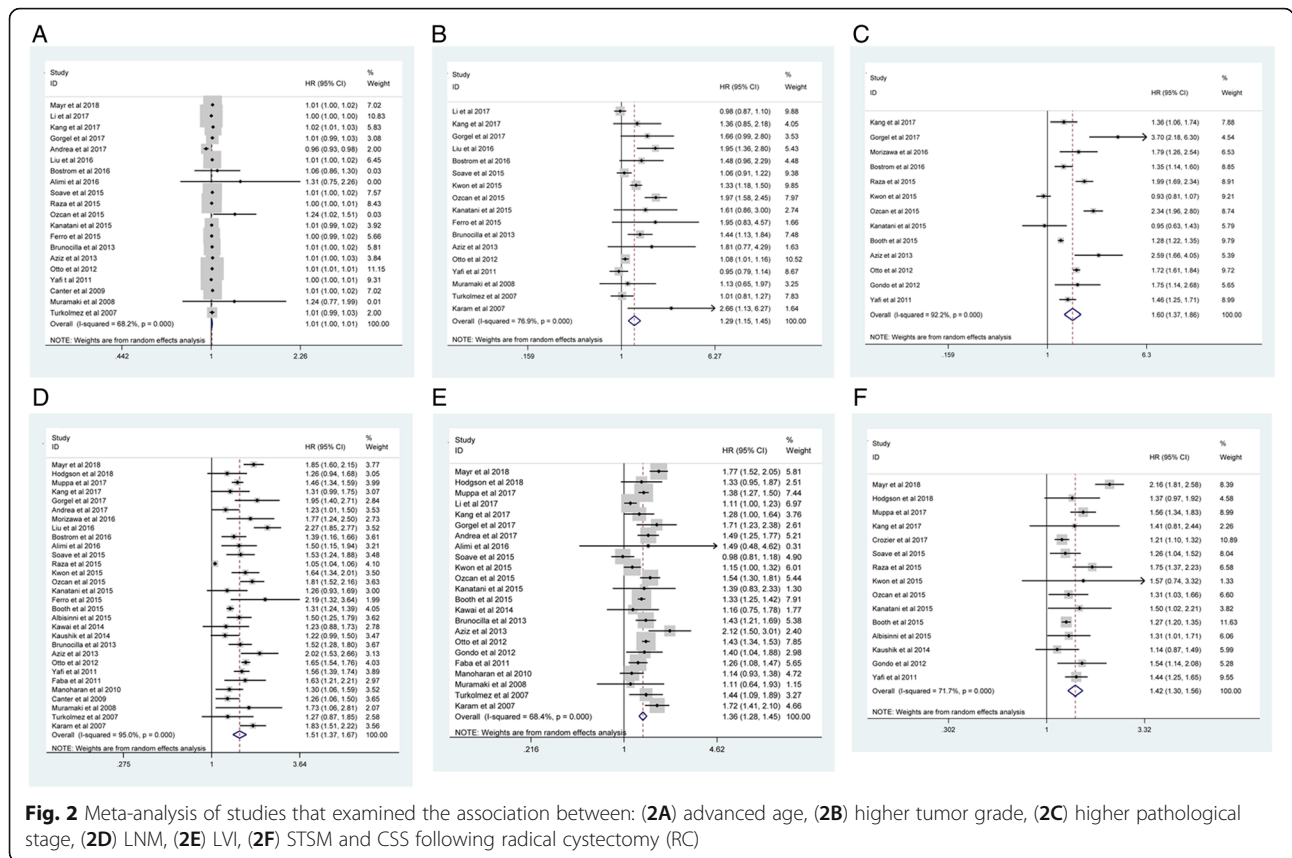 A
Study %
ID HR (95% CI) Weight
Mayr et al 2018 1.01 (1.00, 1.02) 7.02
Li et al 2017 1.00 (1.00, 1.00) 10.83
Kang et al 2017 1.02 (1.01, 1.03) 5.83
Gorgel et al 2017 1.01 (0.99, 1.03) 3.08
Andrea et al 2017 0.96 (0.93, 0.98) 2.00
Liu et al 2016 1.01 (1.00, 1.02) 6.45
Bostrom et al 2016 1.06 (0.86, 1.30) 0.03
Alimi et al 2016 1.31 (0.75, 2.26) 0.00
Soave et al 2015 1.01 (1.00, 1.02) 7.57
Raza et al 2015 1.00 (1.00, 1.01) 8.43
Ozcan et al 2015 1.24 (1.02, 1.51) 0.03
Kanatani et al 2015 1.01 (0.99, 1.02) 3.92
Ferro et al 2015 1.00 (0.99, 1.02) 5.66
Brunocilla et al 2013 1.01 (1.00, 1.02) 5.81
Aziz et al 2013 1.01 (1.00, 1.03) 3.84
Otto et al 2012 1.01 (1.01, 1.01) 11.15
Yafi t al 2011 1.00 (1.00, 1.01) 9.31
Canter et al 2009 1.01 (1.00, 1.02) 7.02
Muramaki et al 2008 1.24 (0.77, 1.99) 0.01
Turkolmez et al 2007 1.01 (0.99, 1.03) 2.00
Overall (I-squared = 68.2%, p = 0.000) 1.01 (1.00, 1.01) 100.00
NOTE: Weights are from random effects analysis
.442 1 2.26
B
Study %
ID HR (95% CI) Weight
Li et al 2017 0.98 (0.87, 1.10) 9.88
Kang et al 2017 1.36 (0.85, 2.18) 4.05
Gorgel et al 2017 1.66 (0.99, 2.80) 3.53
Liu et al 2016 1.95 (1.36, 2.80) 5.43
Bostrom et al 2016 1.48 (0.96, 2.29) 4.48
Soave et al 2015 1.06 (0.91, 1.22) 9.38
Kwon et al 2015 1.33 (1.18, 1.50) 9.85
Ozcan et al 2015 1.97 (1.58, 2.45) 7.97
Kanatani et al 2015 1.61 (0.86, 3.00) 2.74
Ferro et al 2015 1.95 (0.83, 4.57) 1.66
Brunocilla et al 2013 1.44 (1.13, 1.84) 7.48
Aziz et al 2013 1.81 (0.77, 4.29) 1.63
Otto et al 2012 1.08 (1.01, 1.16) 10.52
Yafi et al 2011 0.95 (0.79, 1.14) 8.67
Muramaki et al 2008 1.13 (0.65, 1.97) 3.25
Turkolmez et al 2007 1.01 (0.81, 1.27) 7.83
Karam et al 2007 2.66 (1.13, 6.27) 1.64
Overall (I-squared = 76.9%, p = 0.000) 1.29 (1.15, 1.45) 100.00
NOTE: Weights are from random effects analysis
.159 1 6.27
C
Study %
ID HR (95% CI) Weight
Kang et al 2017 1.36 (1.06, 1.74) 7.88
Gorgel et al 2017 3.70 (2.18, 6.30) 4.54
Morizawa et al 2016 1.79 (1.26, 2.54) 6.53
Bostrom et al 2016 1.35 (1.14, 1.60) 8.85
Raza et al 2015 1.99 (1.69, 2.34) 8.91
Kwon et al 2015 0.93 (0.81, 1.07) 9.21
Ozcan et al 2015 2.34 (1.96, 2.80) 8.74
Kanatani et al 2015 0.95 (0.63, 1.43) 5.79
Booth et al 2015 1.28 (1.22, 1.35) 9.79
Aziz et al 2013 2.59 (1.66, 4.05) 5.39
Otto et al 2012 1.72 (1.61, 1.84) 9.72
Gondo et al 2012 1.75 (1.14, 2.68) 5.65
Yafi et al 2011 1.46 (1.25, 1.71) 8.99
Overall (I-squared = 92.2%, p = 0.000) 1.60 (1.37, 1.86) 100.00
NOTE: Weights are from random effects analysis
.159 1 6.3
D
Study %
ID HR (95% CI) Weight
Mayr et al 2018 1.85 (1.60, 2.15) 3.77
Hodgson et al 2018 1.26 (0.94, 1.68) 3.05
Muppa et al 2017 1.46 (1.34, 1.59) 3.99
Kang et al 2017 1.31 (0.99, 1.75) 3.07
Gorgel et al 2017 1.95 (1.40, 2.71) 2.84
Andrea et al 2017 1.23 (1.01, 1.50) 3.53
Morizawa et al 2016 1.77 (1.24, 2.50) 2.73
Liu et al 2016 2.27 (1.85, 2.77) 3.52
Bostrom et al 2016 1.39 (1.16, 1.66) 3.61
Alimi et al 2016 1.50 (1.15, 1.94) 3.21
Soave et al 2015 1.53 (1.24, 1.88) 3.48
Raza et al 2015 1.05 (1.04, 1.06) 4.10
Kwon et al 2015 1.64 (1.34, 2.01) 3.50
Ozcan et al 2015 1.81 (1.52, 2.16) 3.63
Kanatani et al 2015 1.26 (0.93, 1.69) 3.00
Ferro et al 2015 2.19 (1.32, 3.64) 1.99
Booth et al 2015 1.31 (1.24, 1.39) 4.05
Albisinni et al 2015 1.50 (1.25, 1.79) 3.62
Kawai et al 2014 1.23 (0.88, 1.73) 2.78
Kaushik et al 2014 1.22 (0.99, 1.50) 3.47
Brunocilla et al 2013 1.52 (1.28, 1.80) 3.67
Aziz et al 2013 2.02 (1.53, 2.66) 3.13
Otto et al 2012 1.65 (1.54, 1.76) 4.03
Yafi et al 2011 1.56 (1.39, 1.74) 3.89
Faba et al 2011 1.63 (1.21, 2.21) 2.97
Manoharan et al 2010 1.30 (1.06, 1.59) 3.52
Canter et al 2009 1.26 (1.06, 1.50) 3.65
Muramaki et al 2008 1.73 (1.06, 2.81) 2.07
Turkolmez et al 2007 1.27 (0.87, 1.85) 2.58
Karam et al 2007 1.83 (1.51, 2.22) 3.56
Overall (I-squared = 95.0%, p = 0.000) 1.51 (1.37, 1.67) 100.00
NOTE: Weights are from random effects analysis
.275 1 3.64
E
Study %
ID HR (95% CI) Weight
Mayr et al 2018 1.77 (1.52, 2.05) 5.81
Hodgson et al 2018 1.33 (0.95, 1.87) 2.51
Muppa et al 2017 1.38 (1.27, 1.50) 7.44
Li et al 2017 1.11 (1.00, 1.23) 6.97
Kang et al 2017 1.28 (1.00, 1.64) 3.76
Gorgel et al 2017 1.71 (1.23, 2.38) 2.61
Andrea et al 2017 1.49 (1.25, 1.77) 5.21
Alimi et al 2016 1.49 (0.48, 4.62) 0.31
Soave et al 2015 0.98 (0.81, 1.18) 4.90
Kwon et al 2015 1.15 (1.00, 1.32) 6.01
Ozcan et al 2015 1.54 (1.30, 1.81) 5.44
Kanatani et al 2015 1.39 (0.83, 2.33) 1.30
Booth et al 2015 1.33 (1.25, 1.42) 7.91
Kawai et al 2014 1.16 (0.75, 1.78) 1.77
Brunocilla et al 2013 1.43 (1.21, 1.69) 5.38
Aziz et al 2013 2.12 (1.50, 3.01) 2.40
Otto et al 2012 1.43 (1.34, 1.53) 7.85
Gondo et al 2012 1.40 (1.04, 1.88) 2.98
Faba et al 2011 1.26 (1.08, 1.47) 5.65
Manoharan et al 2010 1.14 (0.93, 1.38) 4.72
Muramaki et al 2008 1.11 (0.64, 1.93) 1.15
Turkolmez et al 2007 1.44 (1.09, 1.89) 3.27
Karam et al 2007 1.72 (1.41, 2.10) 4.66
Overall (I-squared = 68.4%, p = 0.000) 1.36 (1.28, 1.45) 100.00
NOTE: Weights are from random effects analysis
.216 1 4.62
F
Study %
ID HR (95% CI) Weight
Mayr et al 2018 2.16 (1.81, 2.58) 8.39
Hodgson et al 2018 1.37 (0.97, 1.92) 4.58
Muppa et al 2017 1.56 (1.34, 1.83) 8.99
Kang et al 2017 1.41 (0.81, 2.44) 2.26
Crozier et al 2017 1.21 (1.10, 1.32) 10.89
Soave et al 2015 1.26 (1.04, 1.52) 8.04
Raza et al 2015 1.75 (1.37, 2.23) 6.58
Kwon et al 2015 1.57 (0.74, 3.32) 1.33
Ozcan et al 2015 1.31 (1.03, 1.66) 6.60
Kanatani et al 2015 1.50 (1.02, 2.21) 3.82
Booth et al 2015 1.27 (1.20, 1.35) 11.63
Albisinni et al 2015 1.31 (1.01, 1.71) 6.06
Kaushik et al 2014 1.14 (0.87, 1.49) 5.99
Gondo et al 2012 1.54 (1.14, 2.08) 5.28
Yafi et al 2011 1.44 (1.25, 1.65) 9.55
Overall (I-squared = 71.7%, p = 0.000) 1.42 (1.30, 1.56) 100.00
NOTE: Weights are from random effects analysis
.302 1 3.32
Fig. 2 Meta-analysis of studies that examined the association between: (2A) advanced age, (2B) higher tumor grade, (2C) higher pathological
stage, (2D) LNM, (2E) LVI, (2F) STSM and CSS following radical cystectomy (RC)